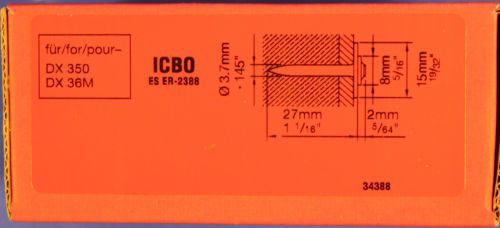 für/for/pour–
DX 350
DX 36M
ICBO
ES ER-2388
Ø 3.7mm
.145"
27mm
1 1/16"
2mm
5/64"
8mm
5/16"
15mm
19/32"
34388